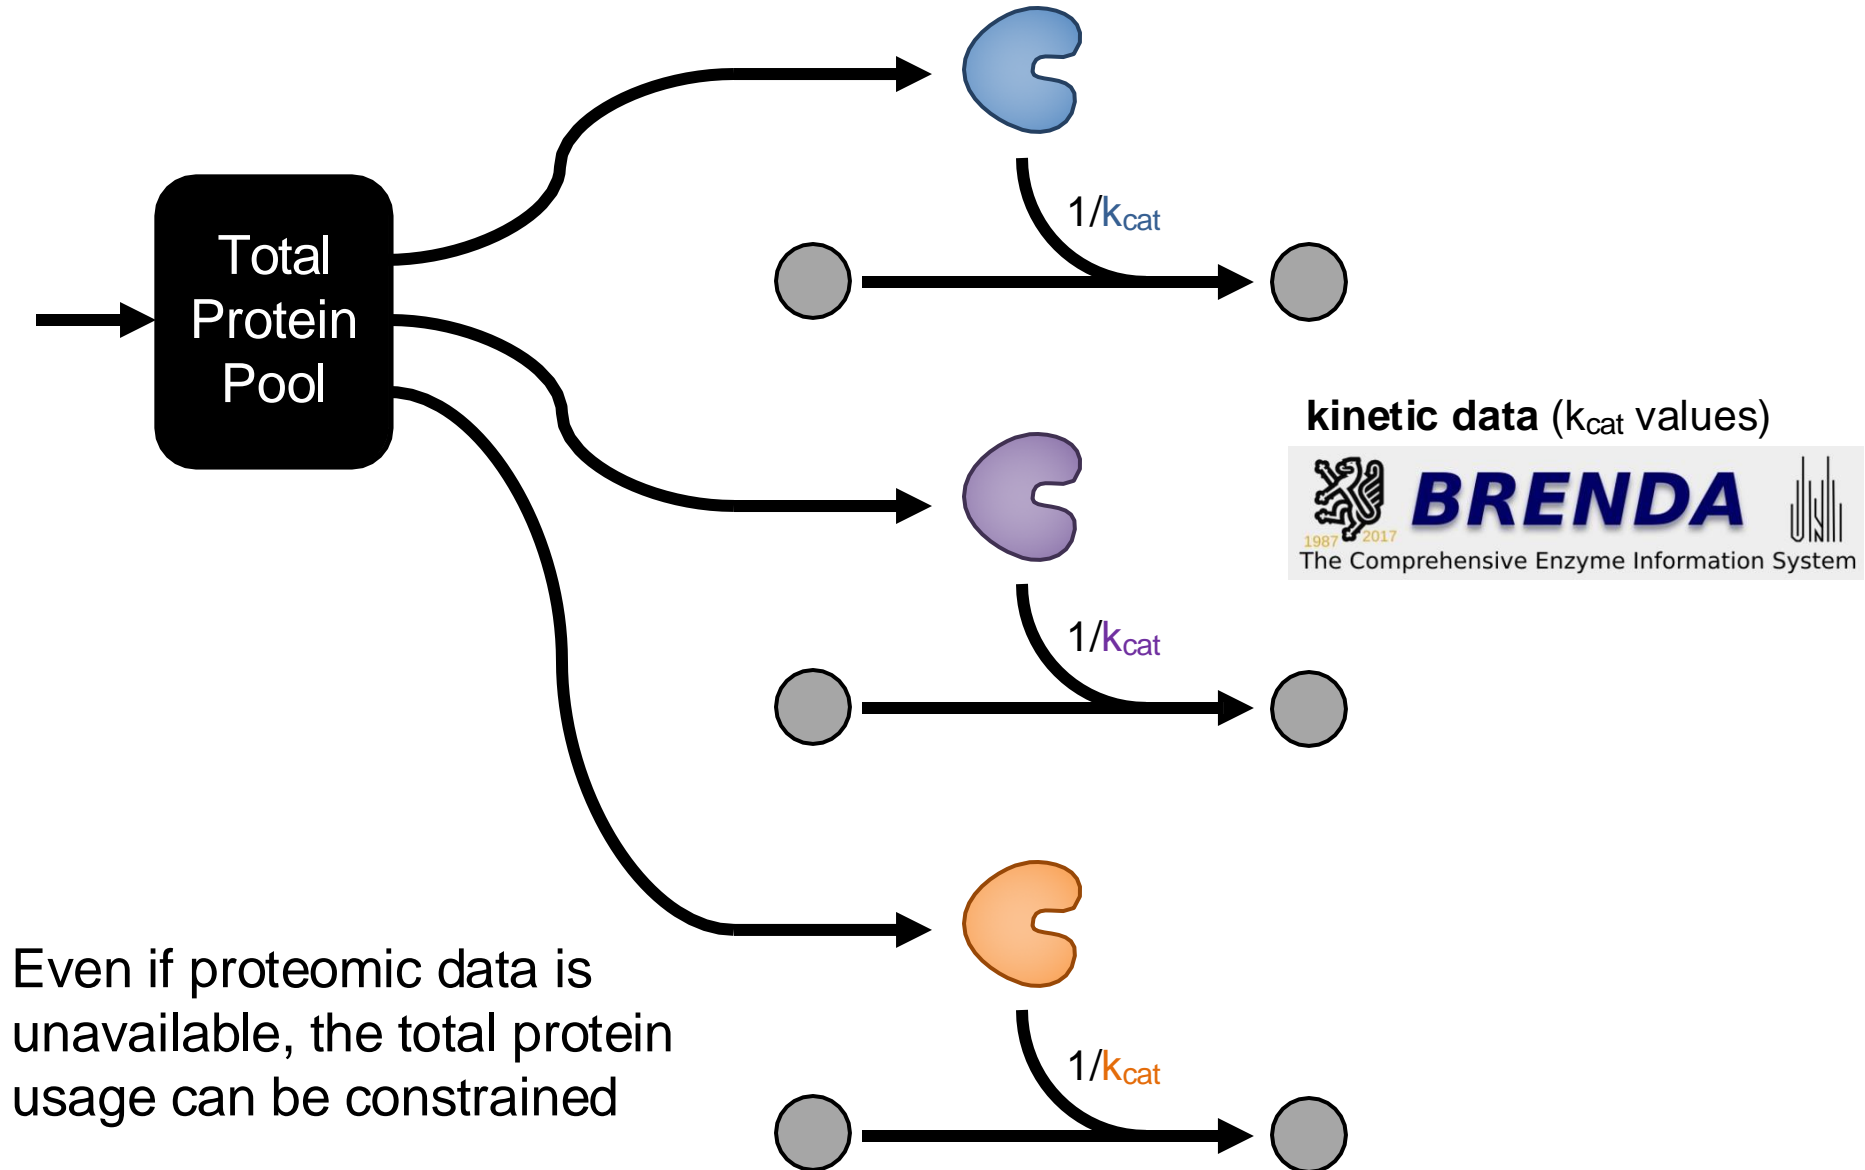 1/kcat
Total
Protein
Pool
kinetic data (kcat values)
BRENDA
1987 2017
UNI
The Comprehensive Enzyme Information System
1/kcat
Even if proteomic data is
unavailable, the total protein
usage can be constrained
1/kcat